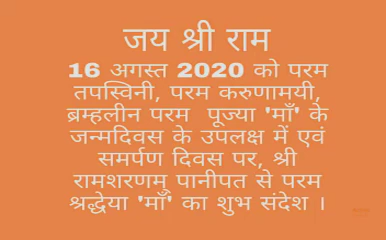 जय श्री राम
16 अगस्त 2020 को परम
तपस्विनी, परम करुणामयी,
ब्रम्हलीन परम पूज्या 'माँ' के
जन्मदिवस के उपलक्ष में एवं
समर्पण दिवस पर, श्री
रामशरणम् पानीपत से परम
श्रद्धेया 'माँ' का शुभ संदेश ।